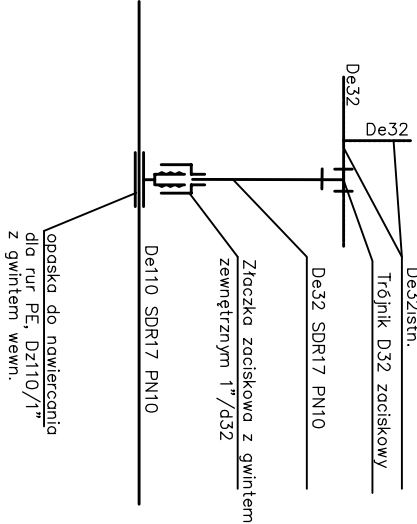 De32
De32
De32istn.
Trójnik D32 zaciskowy
De32 SDR17 PN10
Złaczka zaciskowa z gwintem
zewnętrznym 1"/d32
De110 SDR17 PN10
opaska do nawiercania
dla rur PE, Dz110/1"
z gwintem wewn.